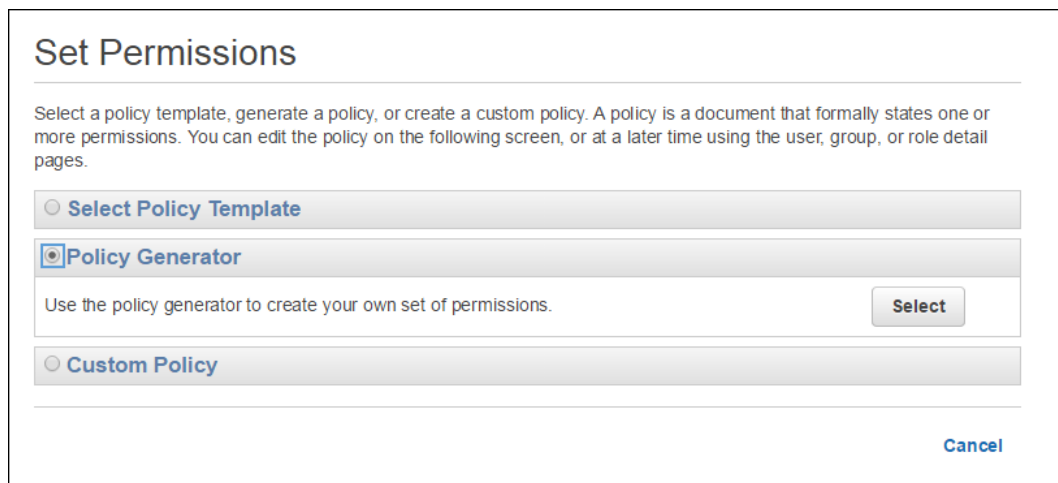 Set Permissions
Select a policy template, generate a policy, or create a custom policy. A policy is a document that formally states one or
more permissions. You can edit the policy on the following screen, or at a later time using the user, group, or role detail
pages.
Select Policy Template
Policy Generator
Use the policy generator to create your own set of permissions.
Select
Custom Policy
Cancel